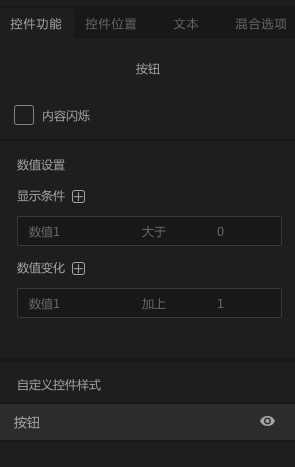 控件功能 控件位置 文本 混合选项
按钮
内容闪烁
数值设置
显示条件
数值1 大于 0
数值变化
数值1 加上 1
自定义控件样式
按钮